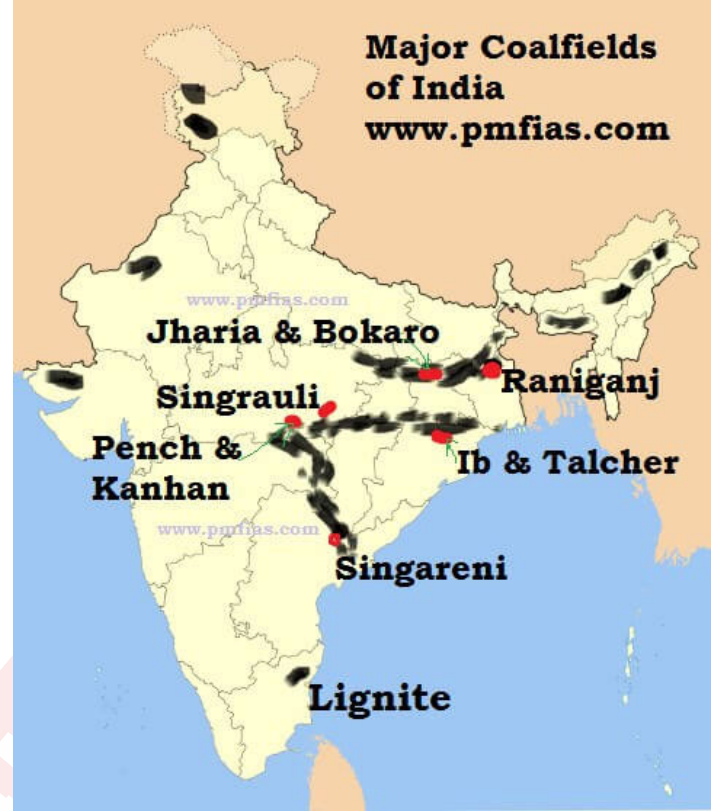 Major Coalfields
of India
www.pmfias.com
www.pmfias.com
Jharia & Bokaro
Raniganj
Singrauli
Pench &
Kanhan
Ib & Talcher
www.pmfias.com
Singareni
Lignite